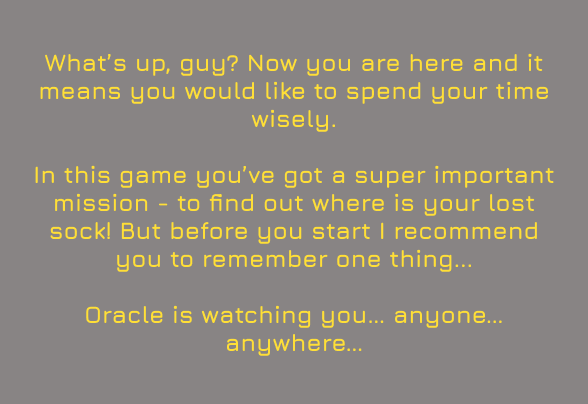 What's up, guy? Now you are here and it
means you would like to spend your time
wisely.
In this game you've got a super important
mission - to find out where is your lost
sock! But before you start I recommend
you to remember one thing...
Oracle is watching you... anyone...
anywhere...